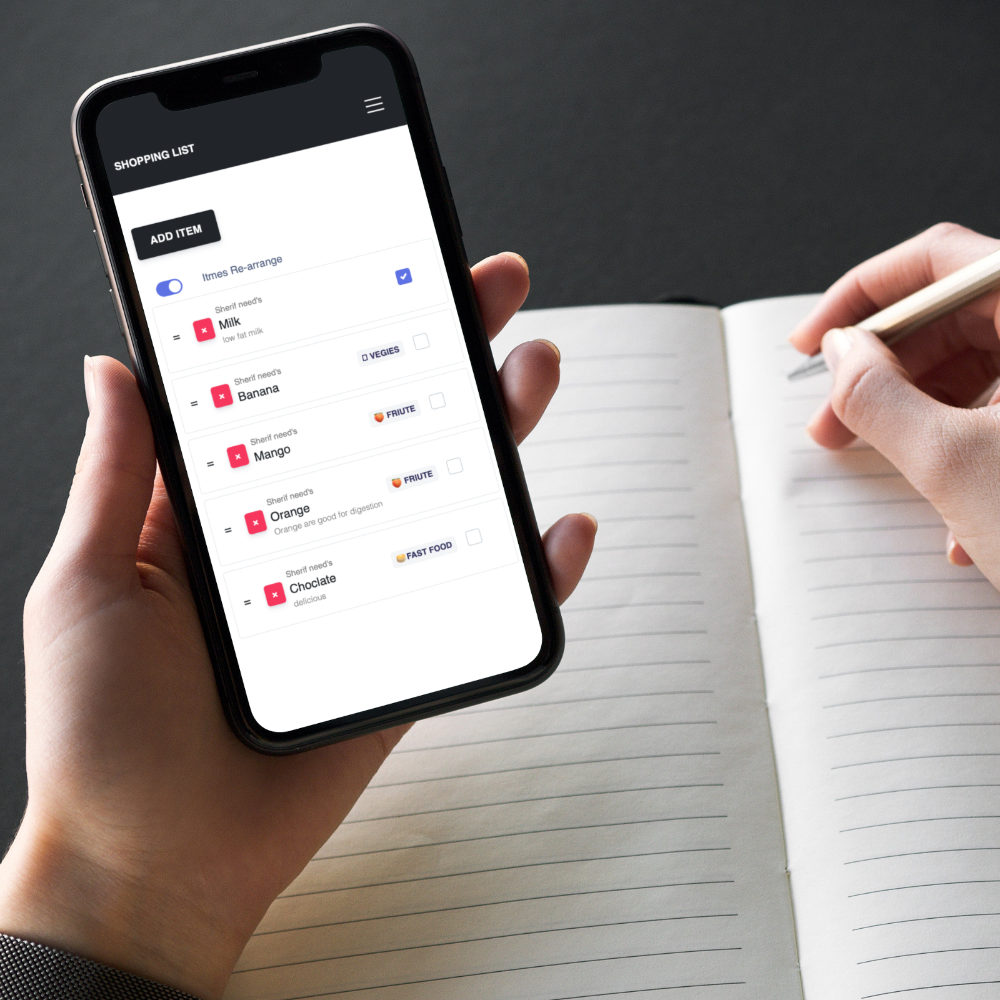 SHOPPING LIST
ADD ITEM
Itmes Re-arrange
Sherif need's
Milk
low fat milk
Sherif need's
Banana
VEGIES
Sherif need's
Mango
🍑 FRIUTE
Sherif need's
Orange
Orange are good for digestion
🍑 FRIUTE
Sherif need's
Choclate
delicious
FAST FOOD